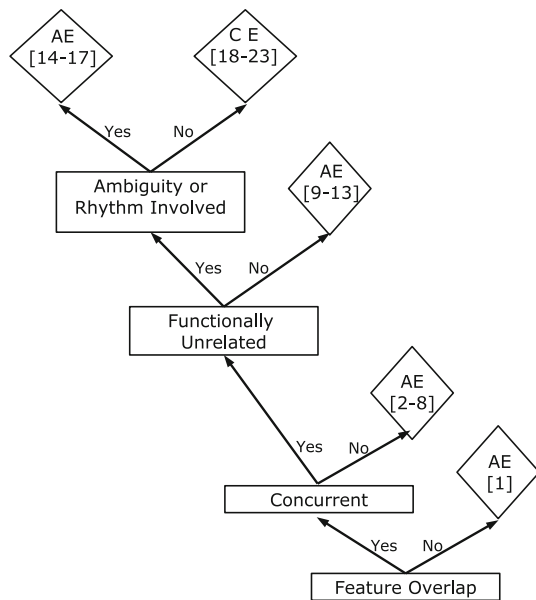 AE
[14-17]
C E
[18-23]
Yes
No
Ambiguity or
Rhythm Involved
AE
[9-13]
Yes
No
Functionally
Unrelated
AE
[2-8]
Yes
No
Concurrent
AE
[1]
Yes
No
Feature Overlap